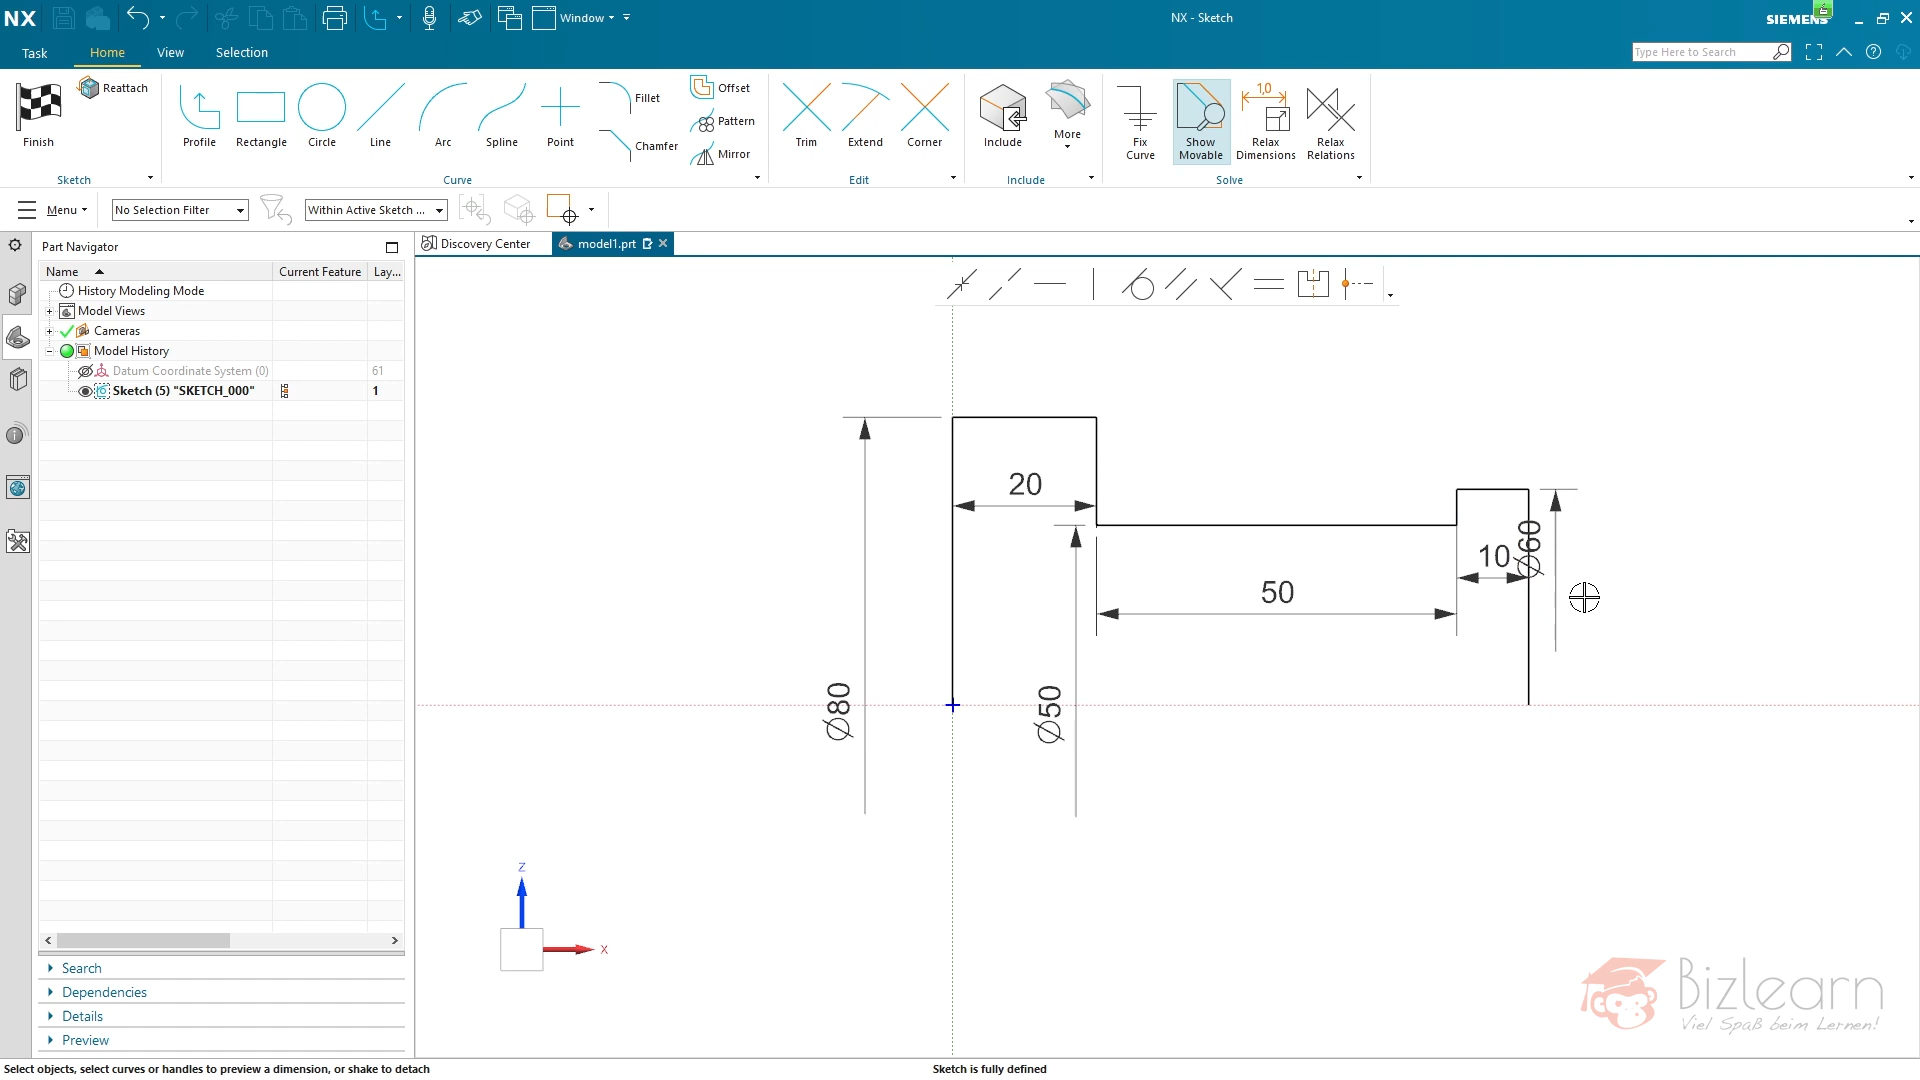 NX
Window
NX - Sketch
SIEMENS
Task
Home
View
Selection
Type Here to Search
Finish
Reattach
Profile
Rectangle
Circle
Line
Arc
Spline
Point
Fillet
Chamfer
Offset
Pattern
Mirror
Trim
Extend
Corner
Include
More
Fix
Curve
Show
Movable
1,0
Relax
Dimensions
Relax
Relations
Sketch
Curve
Edit
Include
Solve
Menu
No Selection Filter
Within Active Sketch ...
Part Navigator
Discovery Center
model1.prt
Name
Current Feature
Lay...
History Modeling Mode
Model Views
Cameras
Model History
Datum Coordinate System (0)
61
Sketch (5) "SKETCH_000"
1
20
10
Ø60
50
Ø80
Ø50
Z
X
Search
Dependencies
Details
Preview
Bizlearn
Viel Spaß beim Lernen!
Select objects, select curves or handles to preview a dimension, or shake to detach
Sketch is fully defined